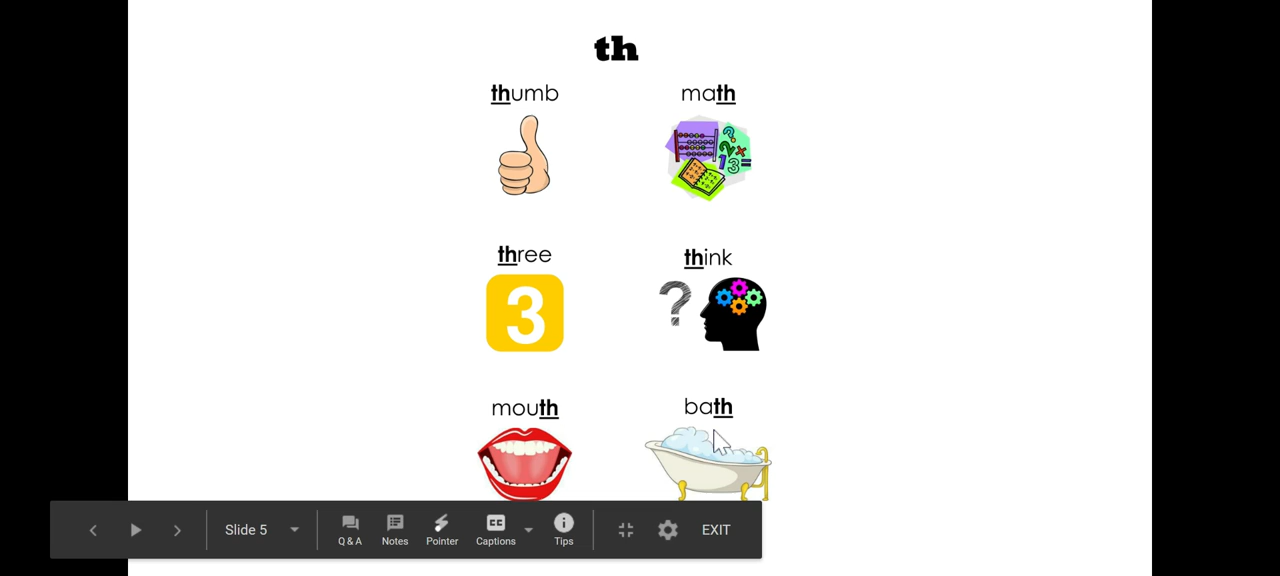 th
thumb math
three think
3
mouth bath
Slide 5 Q & A Notes Pointer Captions Tips EXIT